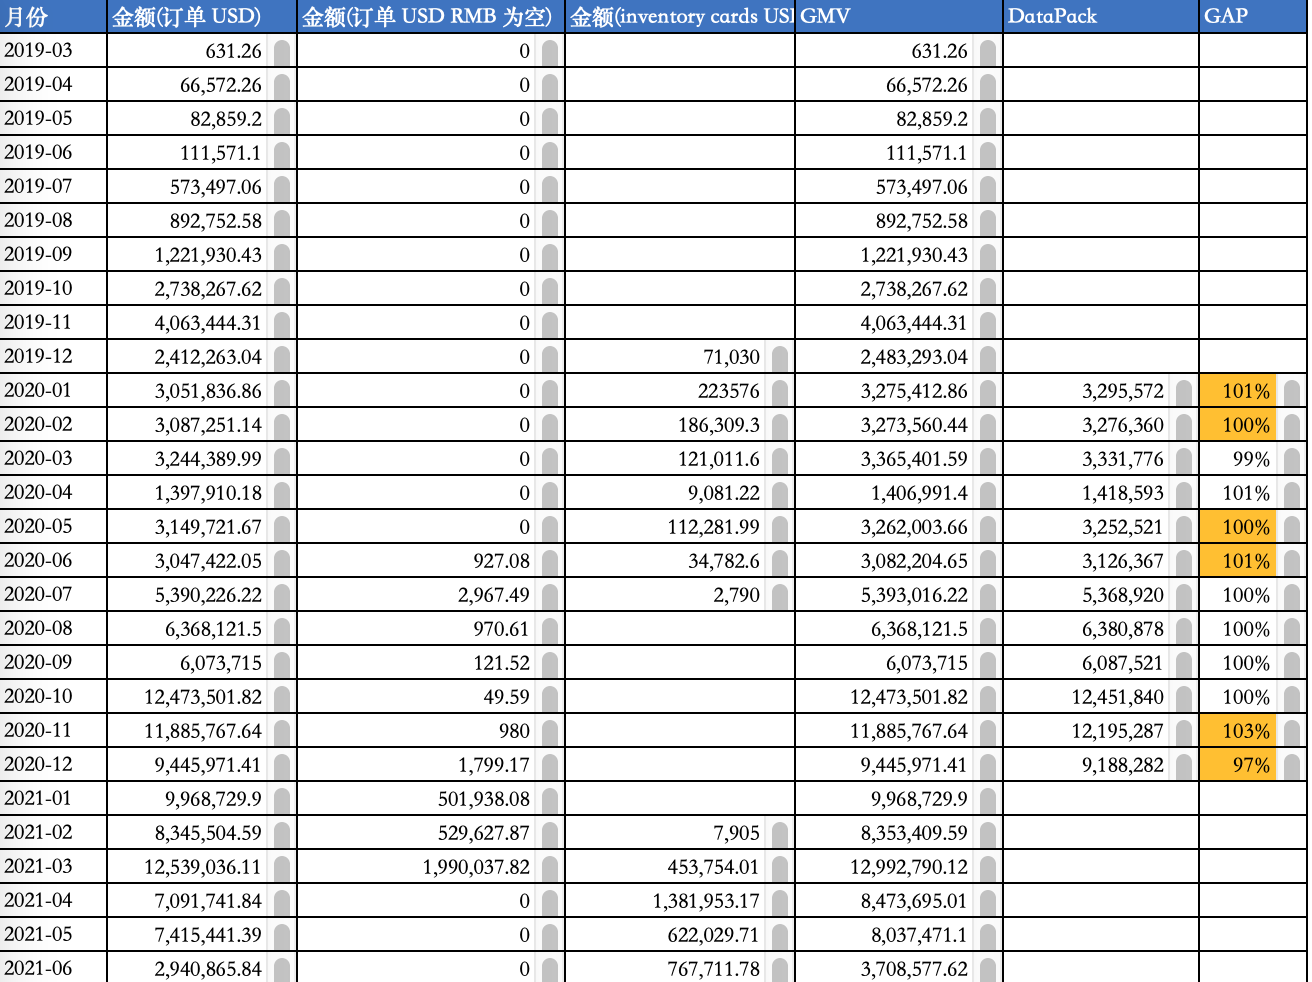 月份 金额(订单 USD) 金额(订单 USD RMB 为空) 金额(inventory cards USI GMV DataPack GAP
2019-03 631.26 0 631.26
2019-04 66,572.26 0 66,572.26
2019-05 82,859.2 0 82,859.2
2019-06 111,571.1 0 111,571.1
2019-07 573,497.06 0 573,497.06
2019-08 892,752.58 0 892,752.58
2019-09 1,221,930.43 0 1,221,930.43
2019-10 2,738,267.62 0 2,738,267.62
2019-11 4,063,444.31 0 4,063,444.31
2019-12 2,412,263.04 0 71,030 2,483,293.04
2020-01 3,051,836.86 0 223576 3,275,412.86 3,295,572 101%
2020-02 3,087,251.14 0 186,309.3 3,273,560.44 3,276,360 100%
2020-03 3,244,389.99 0 121,011.6 3,365,401.59 3,331,776 99%
2020-04 1,397,910.18 0 9,081.22 1,406,991.4 1,418,593 101%
2020-05 3,149,721.67 0 112,281.99 3,262,003.66 3,252,521 100%
2020-06 3,047,422.05 927.08 34,782.6 3,082,204.65 3,126,367 101%
2020-07 5,390,226.22 2,967.49 2,790 5,393,016.22 5,368,920 100%
2020-08 6,368,121.5 970.61 6,368,121.5 6,380,878 100%
2020-09 6,073,715 121.52 6,073,715 6,087,521 100%
2020-10 12,473,501.82 49.59 12,473,501.82 12,451,840 100%
2020-11 11,885,767.64 980 11,885,767.64 12,195,287 103%
2020-12 9,445,971.41 1,799.17 9,445,971.41 9,188,282 97%
2021-01 9,968,729.9 501,938.08 9,968,729.9
2021-02 8,345,504.59 529,627.87 7,905 8,353,409.59
2021-03 12,539,036.11 1,990,037.82 453,754.01 12,992,790.12
2021-04 7,091,741.84 0 1,381,953.17 8,473,695.01
2021-05 7,415,441.39 0 622,029.71 8,037,471.1
2021-06 2,940,865.84 0 767,711.78 3,708,577.62